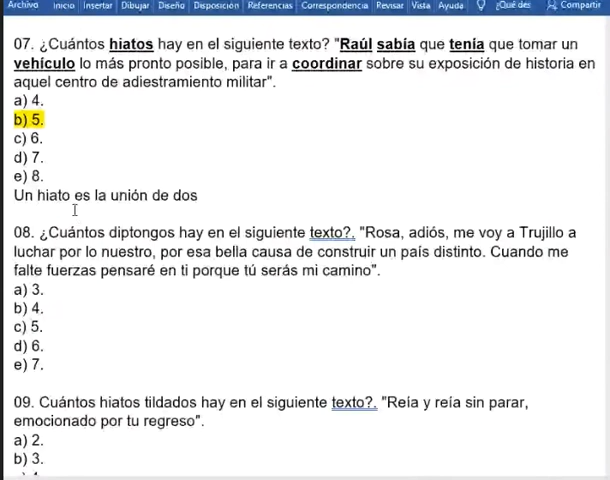 Archivo Inicio Insertar Dibujar Diseño Disposición Referencias Correspondencia Revisar Vista Ayuda ¿Qué des Compartir
07. ¿Cuántos hiatos hay en el siguiente texto? "Raúl sabía que tenía que tomar un
vehículo lo más pronto posible, para ir a coordinar sobre su exposición de historia en
aquel centro de adiestramiento militar".
a) 4.
b) 5.
c) 6.
d) 7.
e) 8.
Un hiato es la unión de dos
08. ¿Cuántos diptongos hay en el siguiente texto?. "Rosa, adiós, me voy a Trujillo a
luchar por lo nuestro, por esa bella causa de construir un país distinto. Cuando me
falte fuerzas pensaré en ti porque tú serás mi camino".
a) 3.
b) 4.
c) 5.
d) 6.
e) 7.
09. Cuántos hiatos tildados hay en el siguiente texto?. "Reía y reía sin parar,
emocionado por tu regreso".
a) 2.
b) 3.